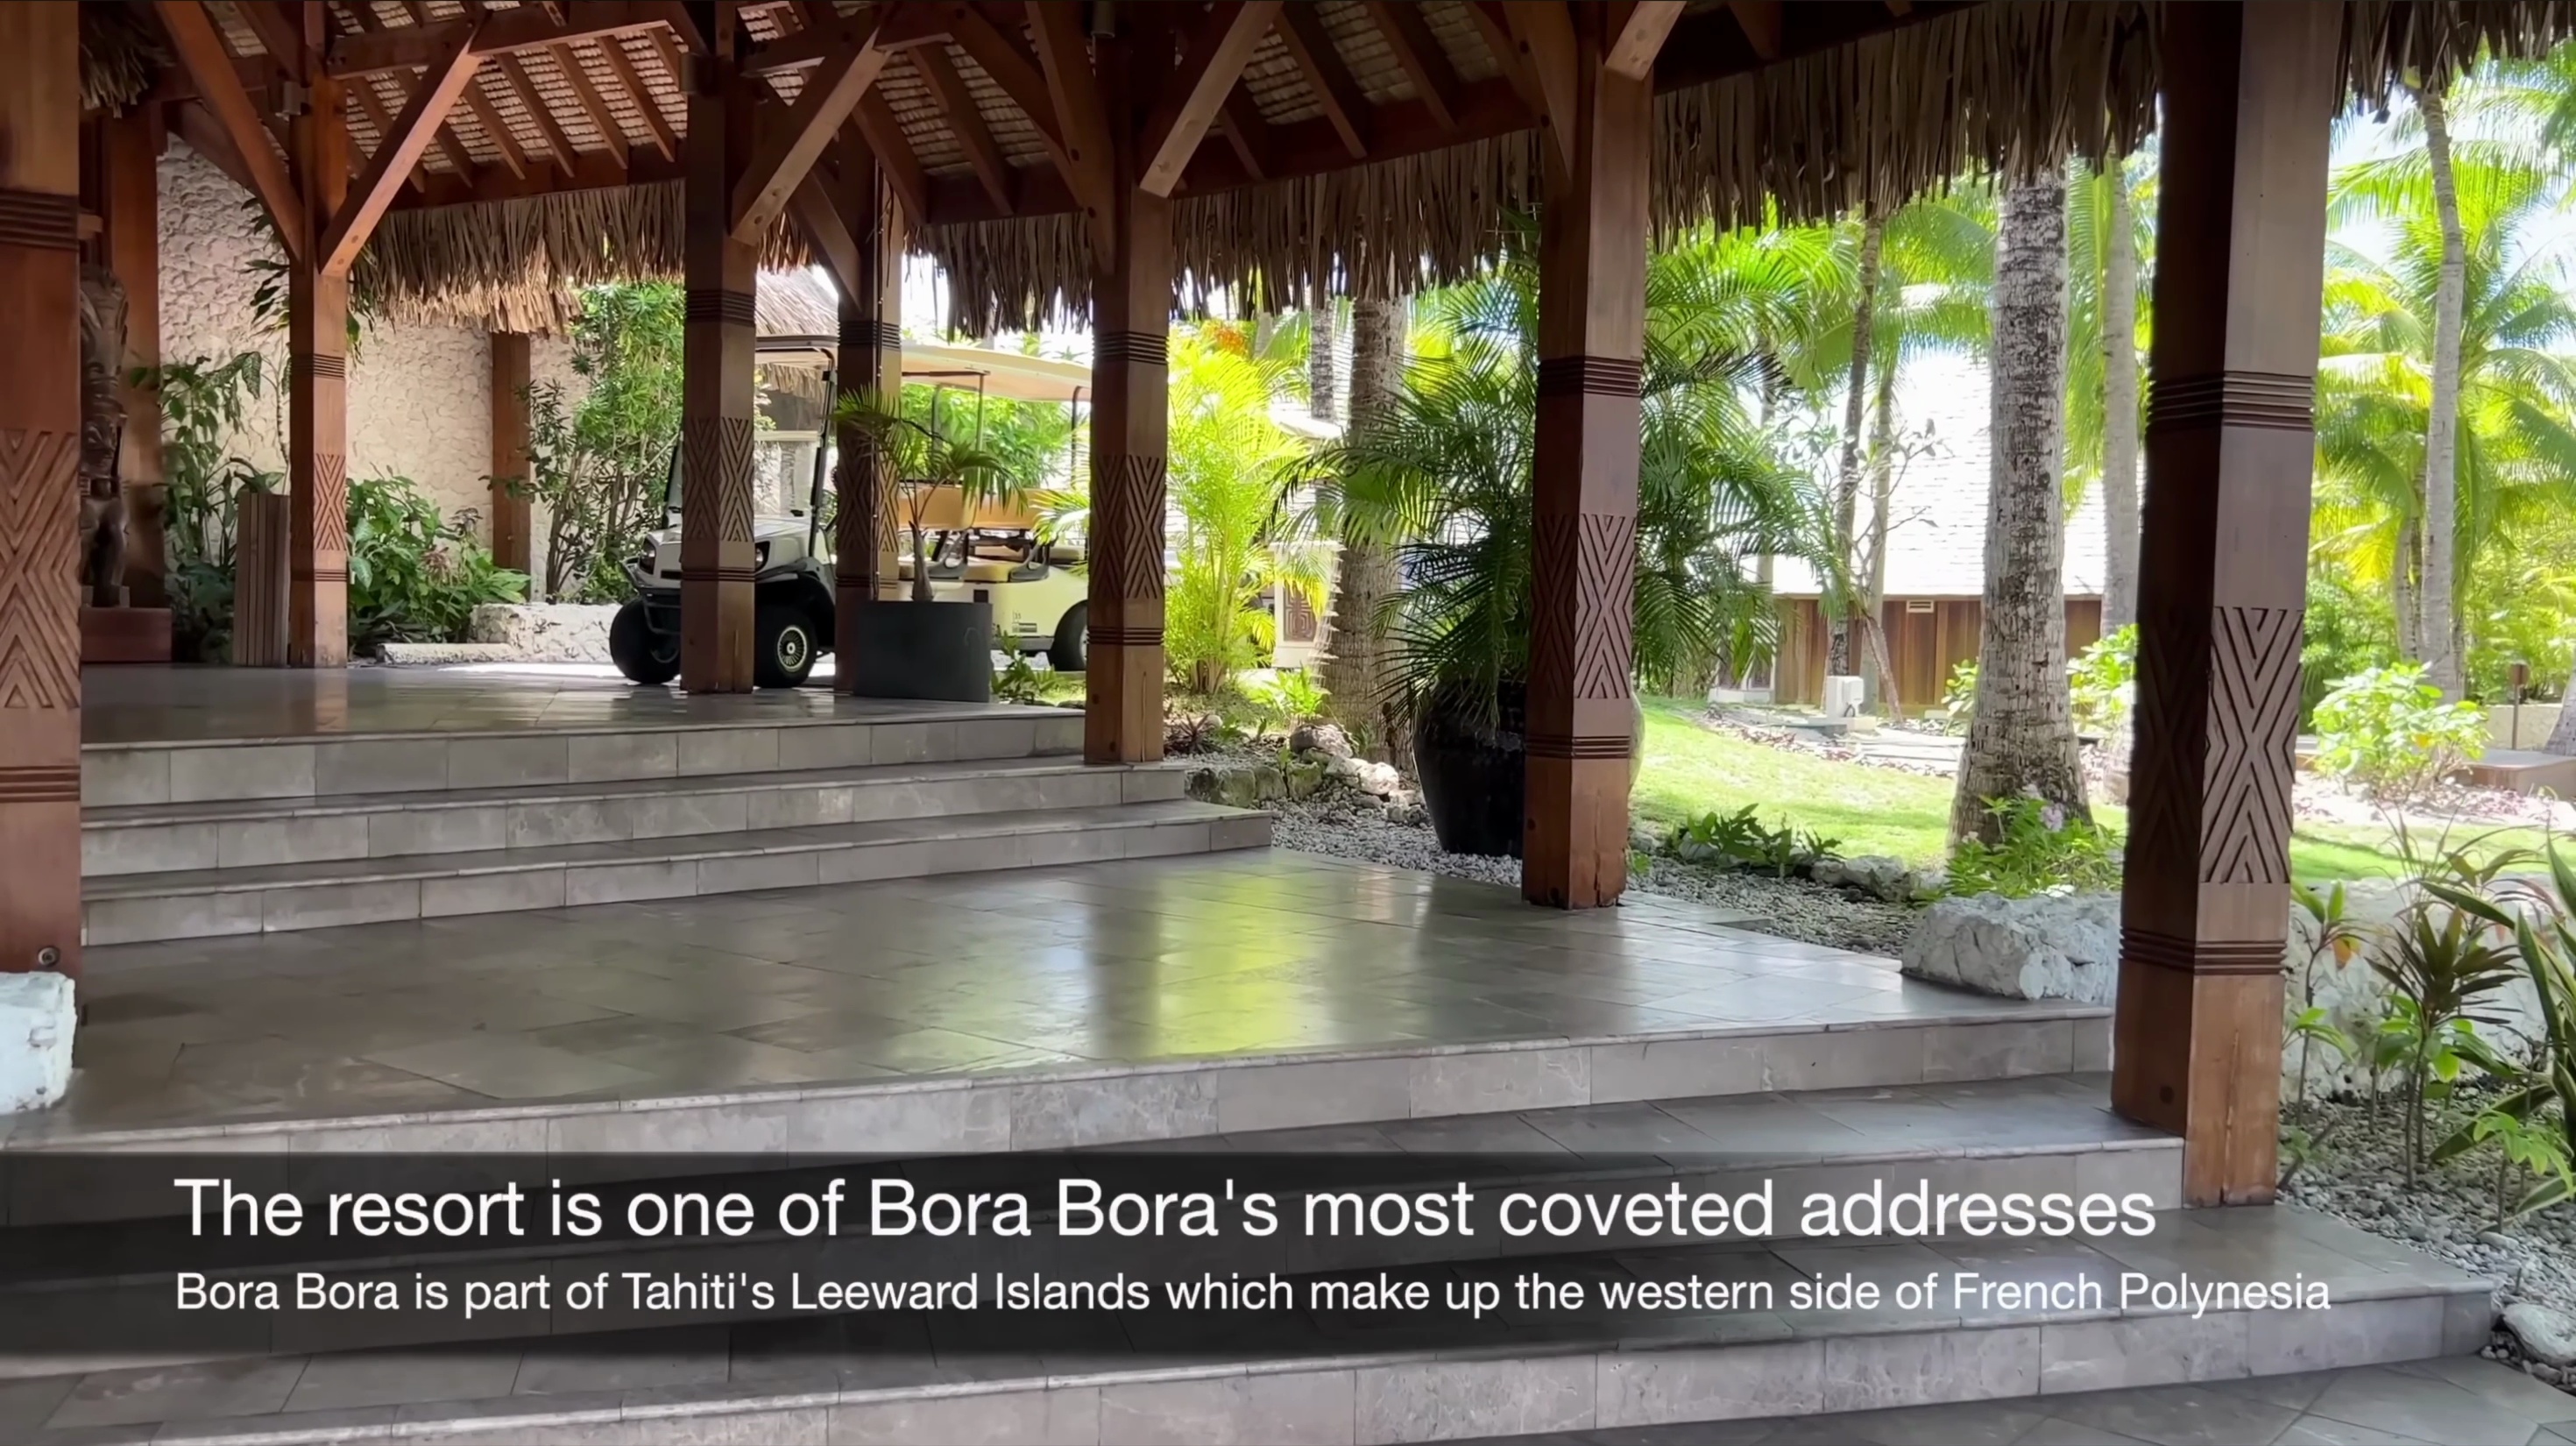 The resort is one of Bora Bora's most coveted addresses
Bora Bora is part of Tahiti's Leeward Islands which make up the western side of French Polynesia